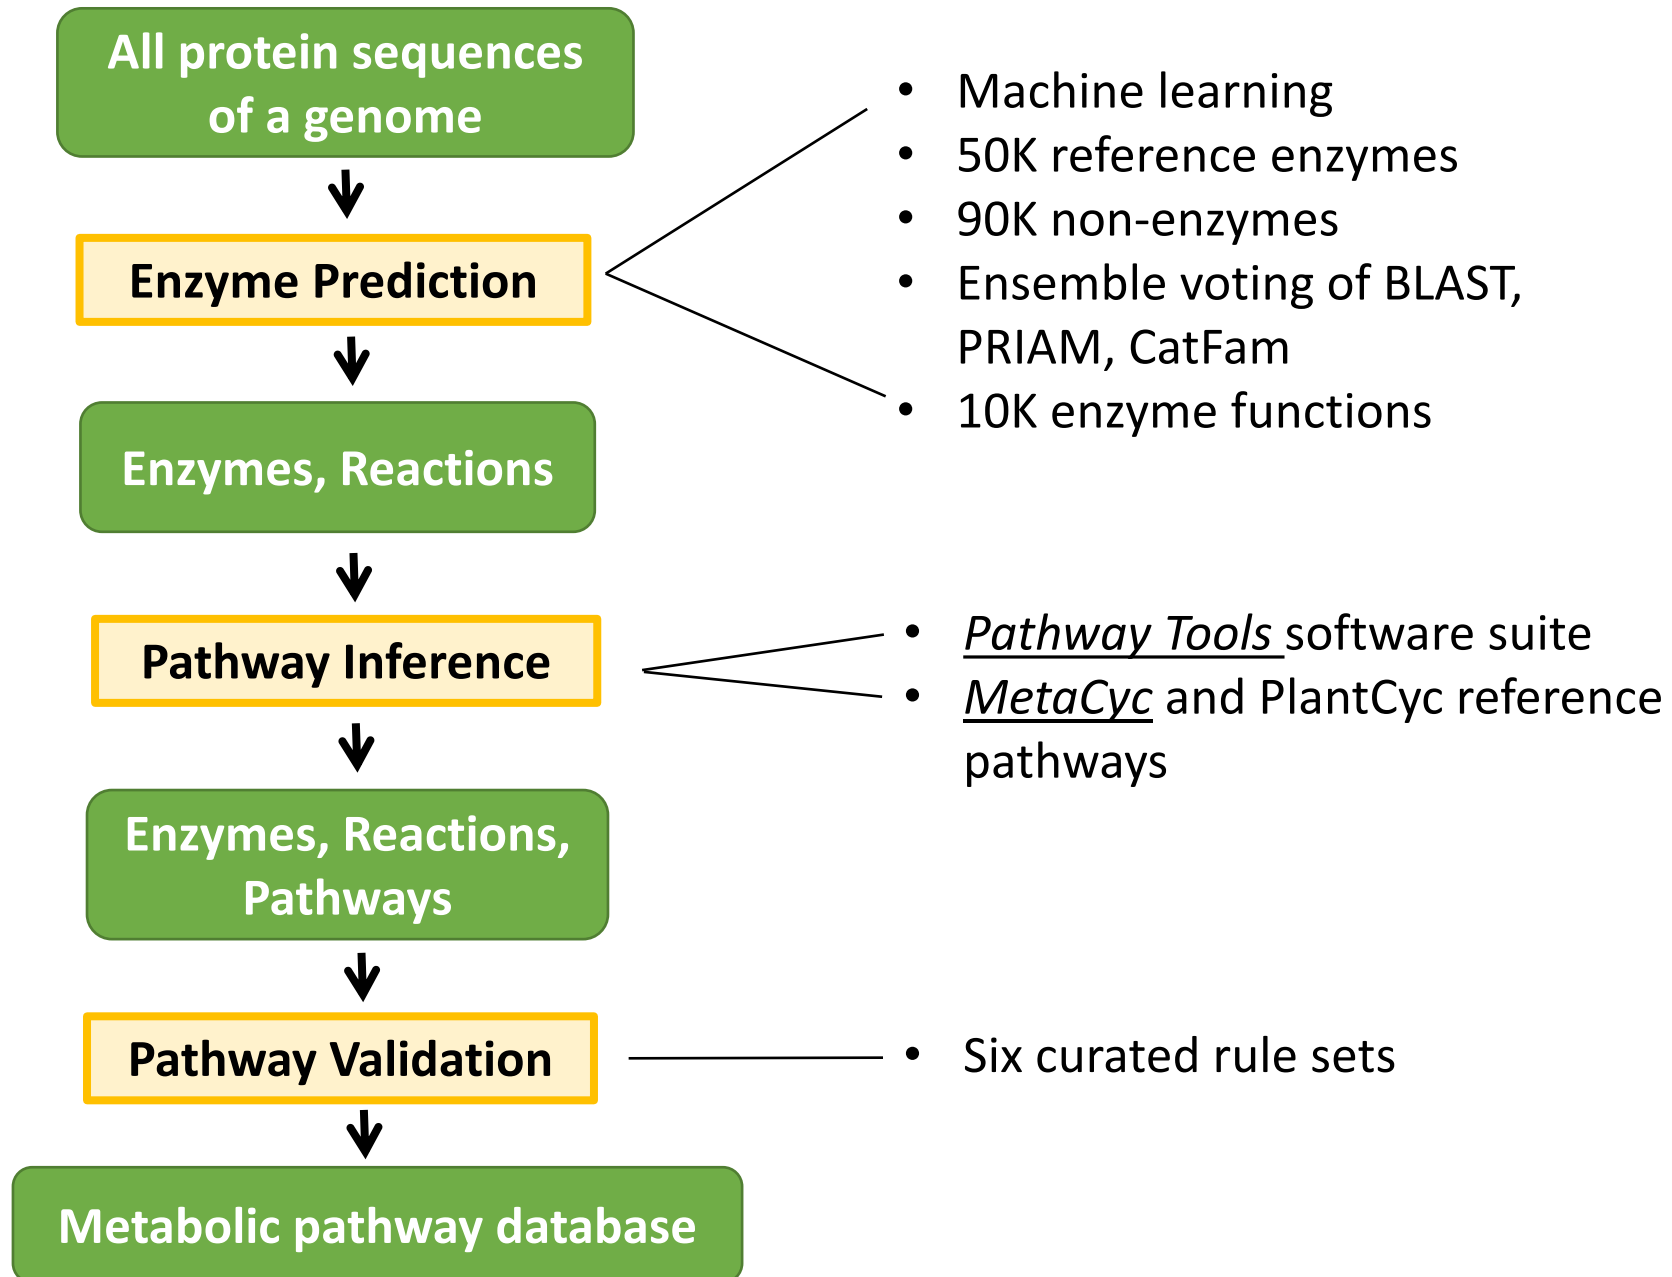 All protein sequences
of a genome
• Machine learning
• 50K reference enzymes
• 90K non-enzymes
• Ensemble voting of BLAST,
PRIAM, CatFam
• 10K enzyme functions
Enzyme Prediction
Enzymes, Reactions
Pathway Inference
• Pathway Tools software suite
• MetaCyc and PlantCyc reference
pathways
Enzymes, Reactions,
Pathways
Pathway Validation
• Six curated rule sets
Metabolic pathway database